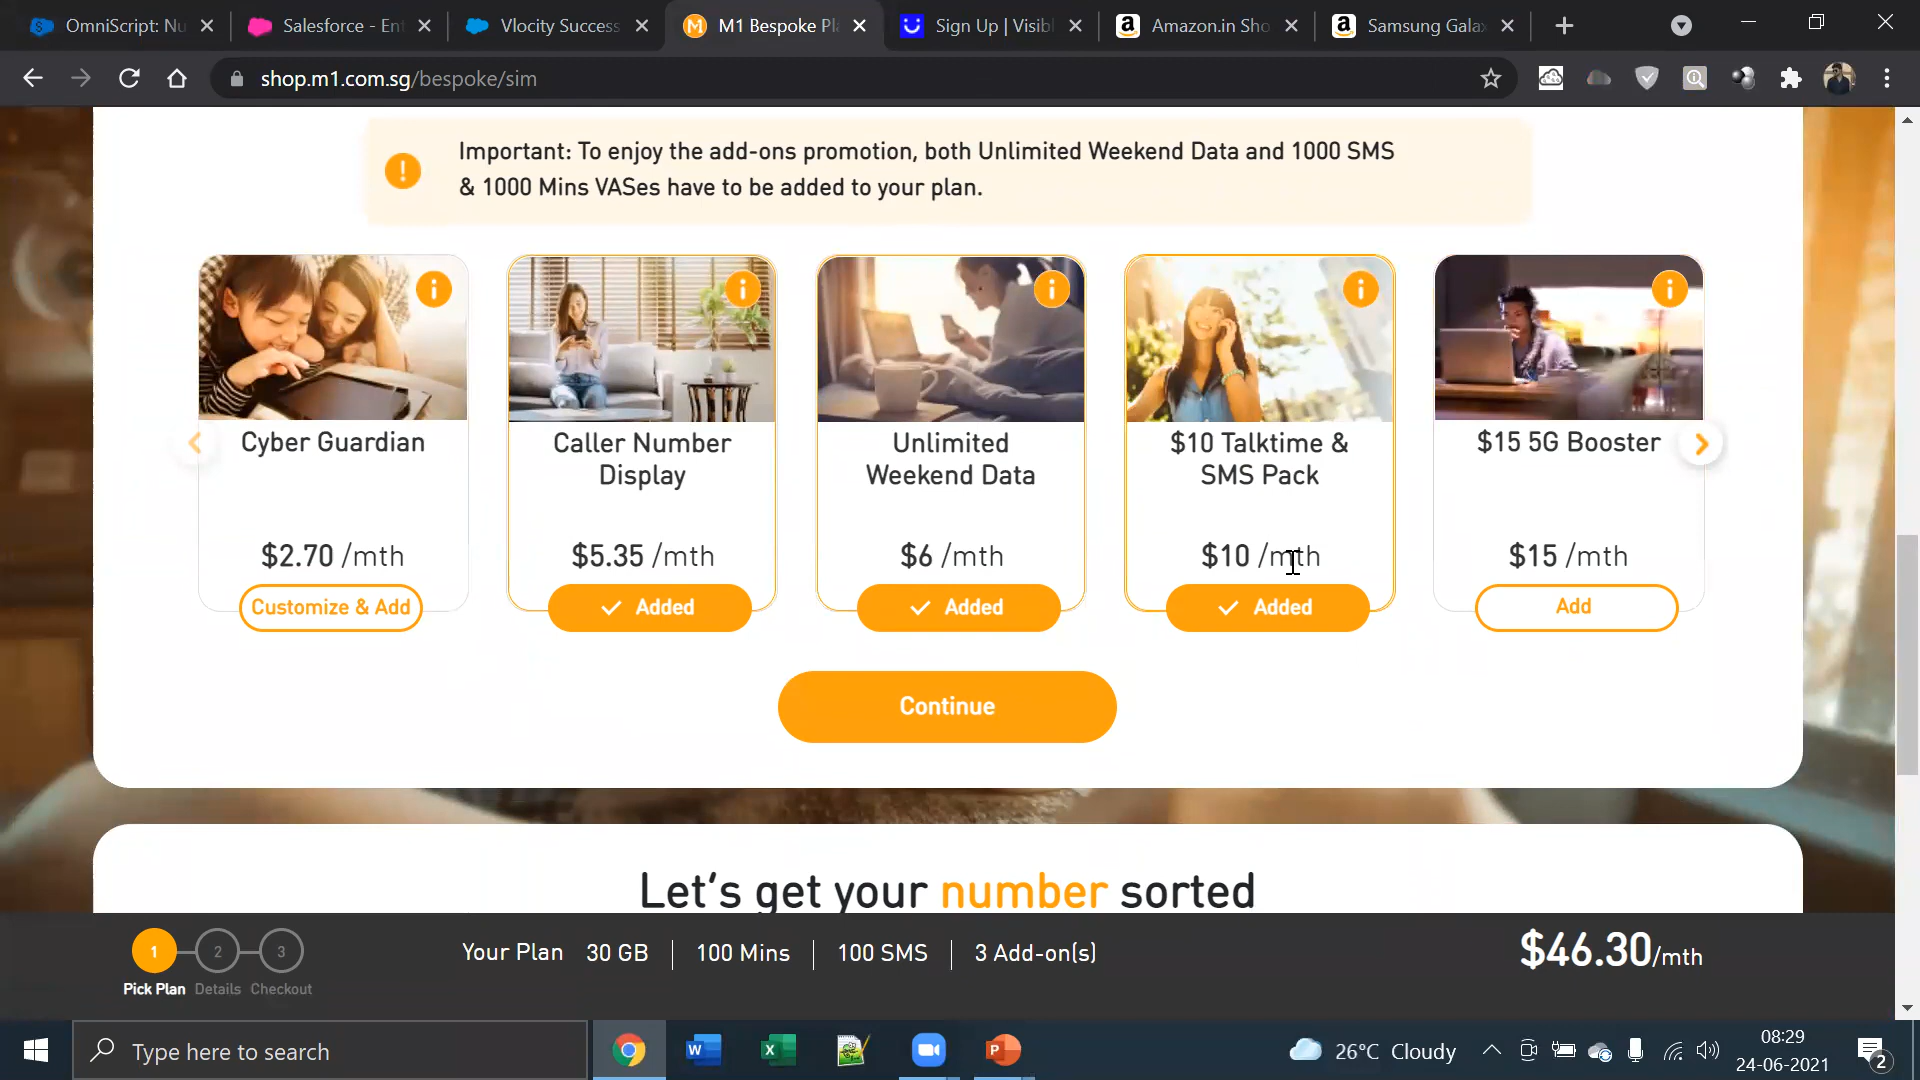 OmniScript: Nu
Salesforce - Ent
Vlocity Success
M1 Bespoke Pla
Sign Up | Visibl
Amazon.in Sho
Samsung Galax
shop.m1.com.sg/bespoke/sim
Important: To enjoy the add-ons promotion, both Unlimited Weekend Data and 1000 SMS
& 1000 Mins VASes have to be added to your plan.
Cyber Guardian
$2.70 /mth
Customize & Add
Caller Number
Display
$5.35 /mth
Added
Unlimited
Weekend Data
$6 /mth
Added
$10 Talktime &
SMS Pack
$10 /mth
Added
$15 5G Booster
$15 /mth
Add
Continue
Let's get your number sorted
1
2
3
Pick Plan Details Checkout
Your Plan 30 GB | 100 Mins | 100 SMS | 3 Add-on(s)
$46.30/mth
Type here to search
26°C Cloudy
08:29
24-06-2021
2